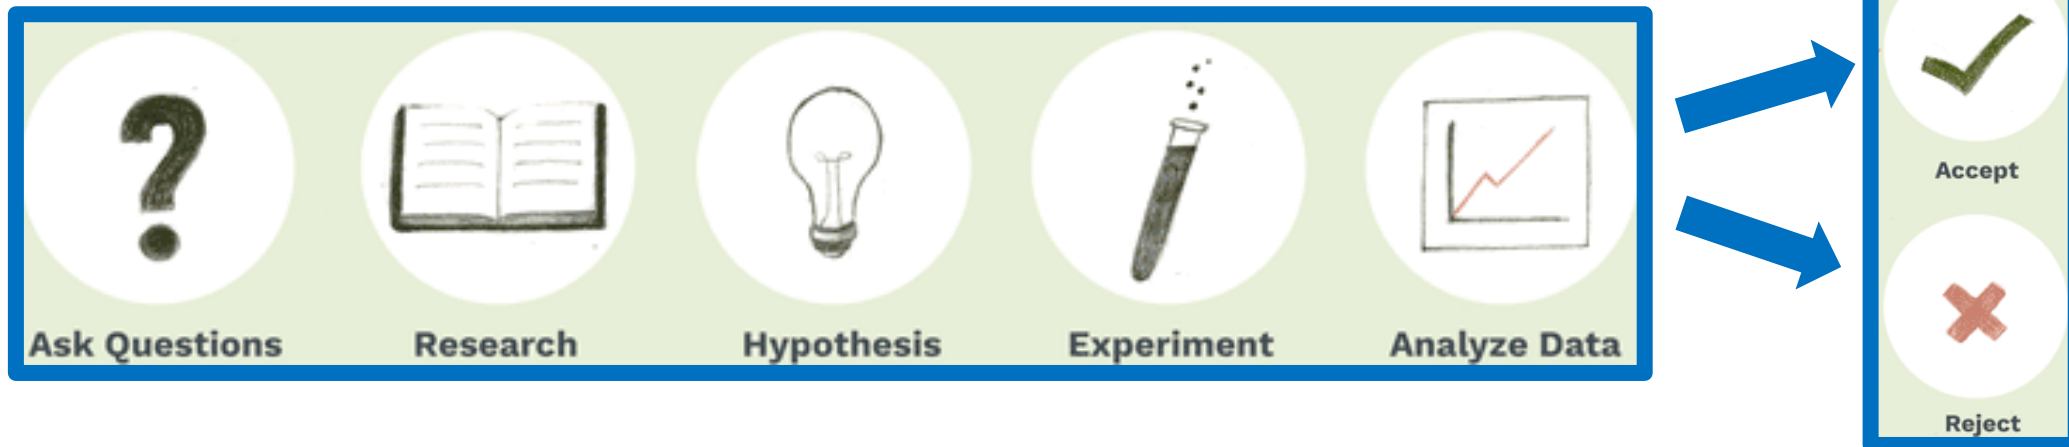 Ask Questions
Research
Hypothesis
Experiment
Analyze Data
Accept
Reject